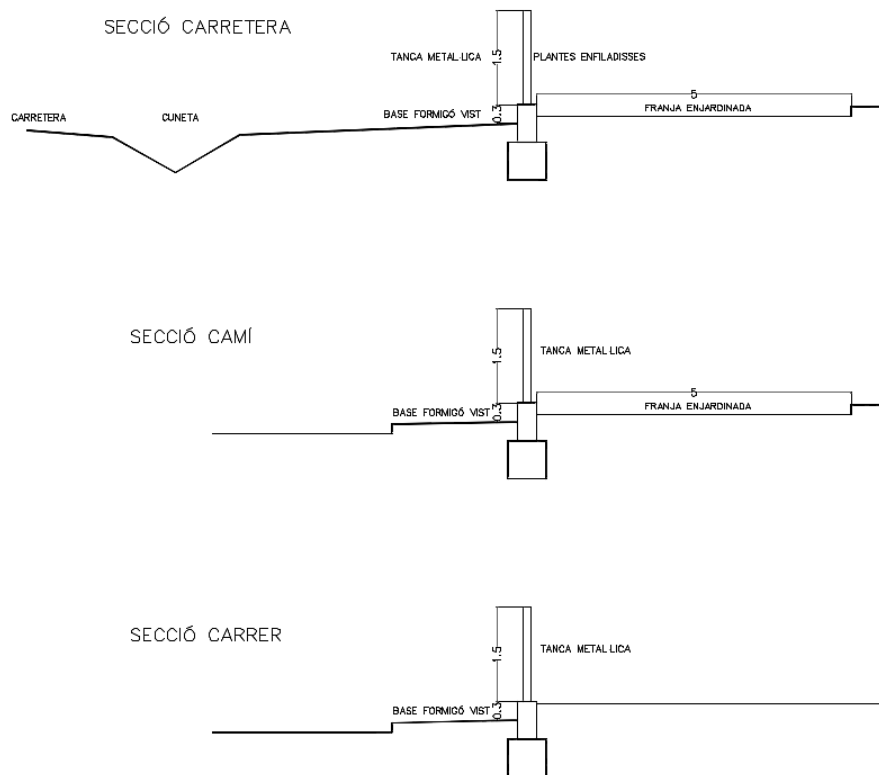 SECCIÓ CARRETERA
TANCA METAL·LICA
1.5
PLANTES ENFILADISSES
5
CARRETERA
CUNETA
BASE FORMIGÓ VIST
0.3
FRANJA ENJARDINADA
SECCIÓ CAMÍ
1.5
TANCA METAL·LICA
5
BASE FORMIGÓ VIST
0.3
FRANJA ENJARDINADA
SECCIÓ CARRER
1.5
TANCA METAL·LICA
BASE FORMIGÓ VIST
0.3